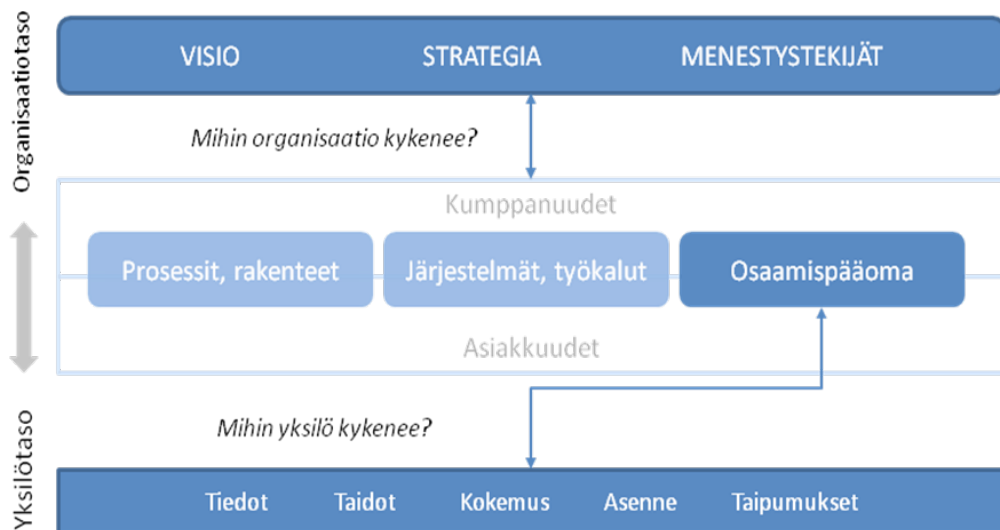 Organisaatiotaso
VISIO STRATEGIA MENESTYSTEKIJÄT
Mihin organisaatio kykenee?
Kumppanuudet
Prosessit, rakenteet Järjestelmät, työkalut Osaamispääoma
Asiakkuudet
Yksilötaso
Mihin yksilö kykenee?
Tiedot Taidot Kokemus Asenne Taipumukset